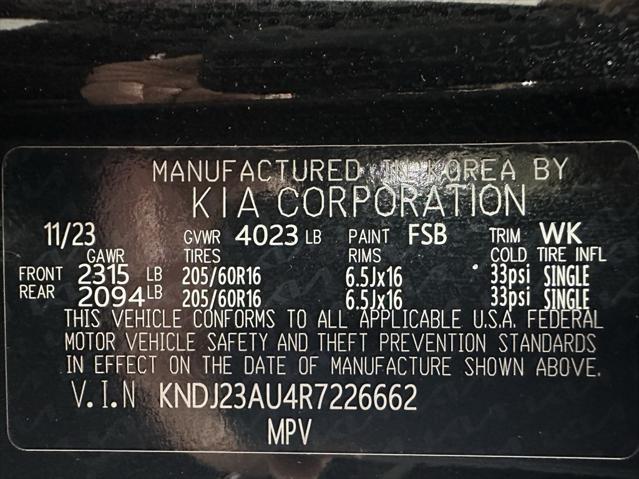 MANUFACTURED IN KOREA BY
KIA CORPORATION
11/23 GVWR 4023 LB PAINT FSB TRIM WK
GAWR TIRES RIMS COLD TIRE INFL
FRONT 2315 LB 205/60R16 6.5Jx16 33psi SINGLE
REAR 2094 LB 205/60R16 6.5Jx16 33psi SINGLE
THIS VEHICLE CONFORMS TO ALL APPLICABLE U.S.A. FEDERAL
MOTOR VEHICLE SAFETY AND THEFT PREVENTION STANDARDS
IN EFFECT ON THE DATE OF MANUFACTURE SHOWN ABOVE.
V.I.N KNDJ23AU4R7226662
MPV